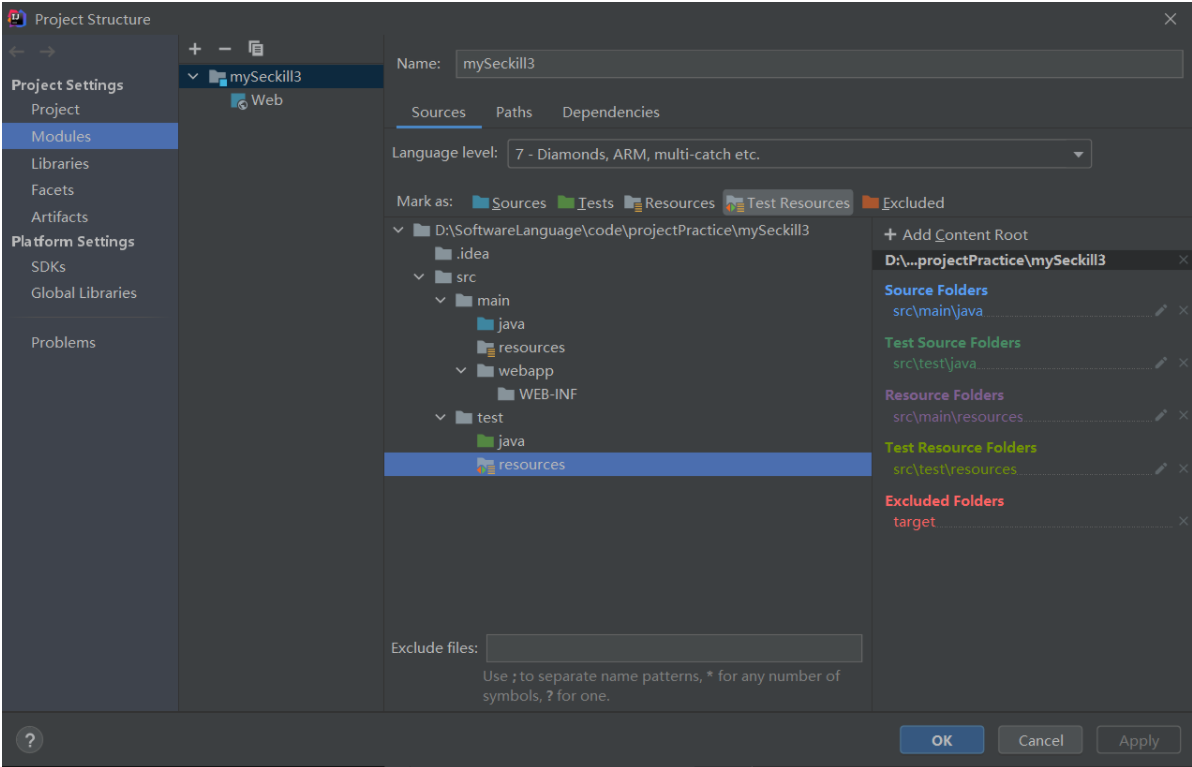 Project Structure
Project Settings
Project
Modules
Libraries
Facets
Artifacts
Platform Settings
SDKs
Global Libraries
Problems
mySeckill3
Web
Name: mySeckill3
Sources Paths Dependencies
Language level: 7 - Diamonds, ARM, multi-catch etc.
Mark as: Sources Tests Resources Test Resources Excluded
D:\SoftwareLanguage\code\projectPractice\mySeckill3
.idea
src
main
java
resources
webapp
WEB-INF
test
java
resources
+ Add Content Root
D:\...projectPractice\mySeckill3
Source Folders
src\main\java
Test Source Folders
src\test\java
Resource Folders
src\main\resources
Test Resource Folders
src\test\resources
Excluded Folders
target
Exclude files:
Use ; to separate name patterns, * for any number of
symbols, ? for one.
?
OK Cancel Apply